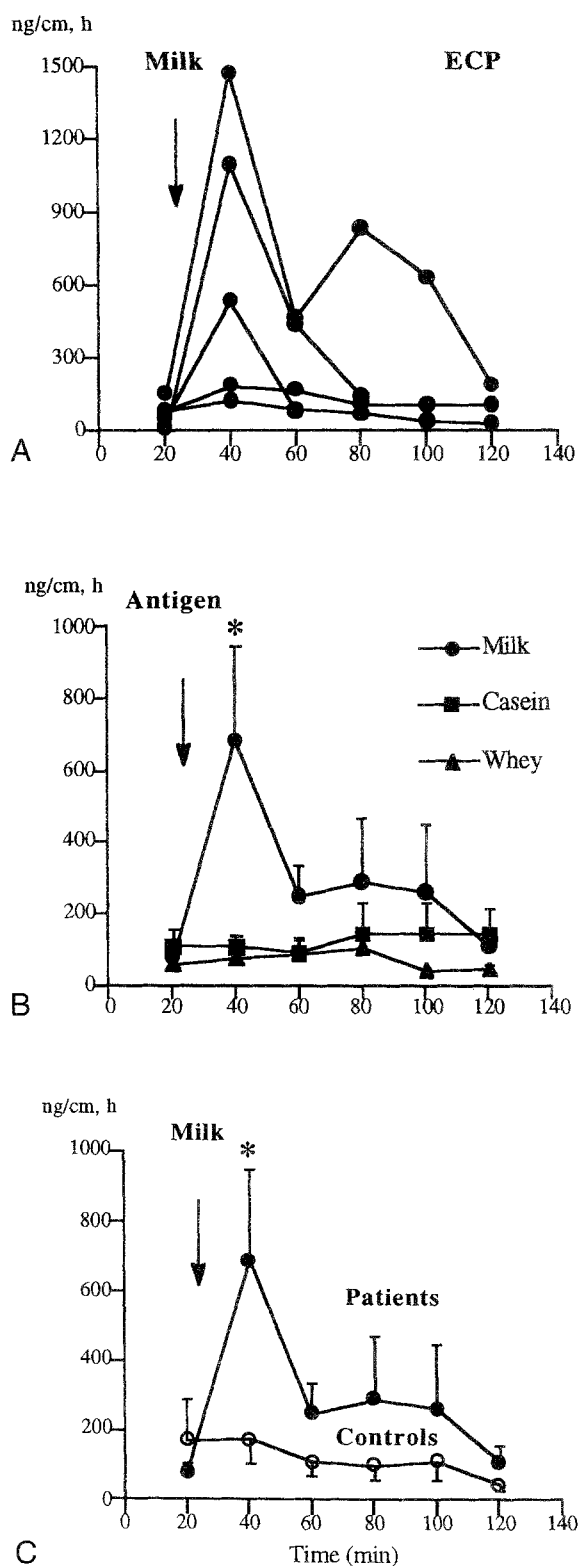 ng/cm, h
Milk ECP
1500
1200
900
600
300
0
0 20 40 60 80 100 120 140
A
ng/cm, h
Antigen
*
1000
800
600
400
200
0
Milk
Casein
Whey
0 20 40 60 80 100 120 140
B
ng/cm, h
Milk
*
1000
800
600
400
200
0
Patients
Controls
0 20 40 60 80 100 120 140
Time (min)
C